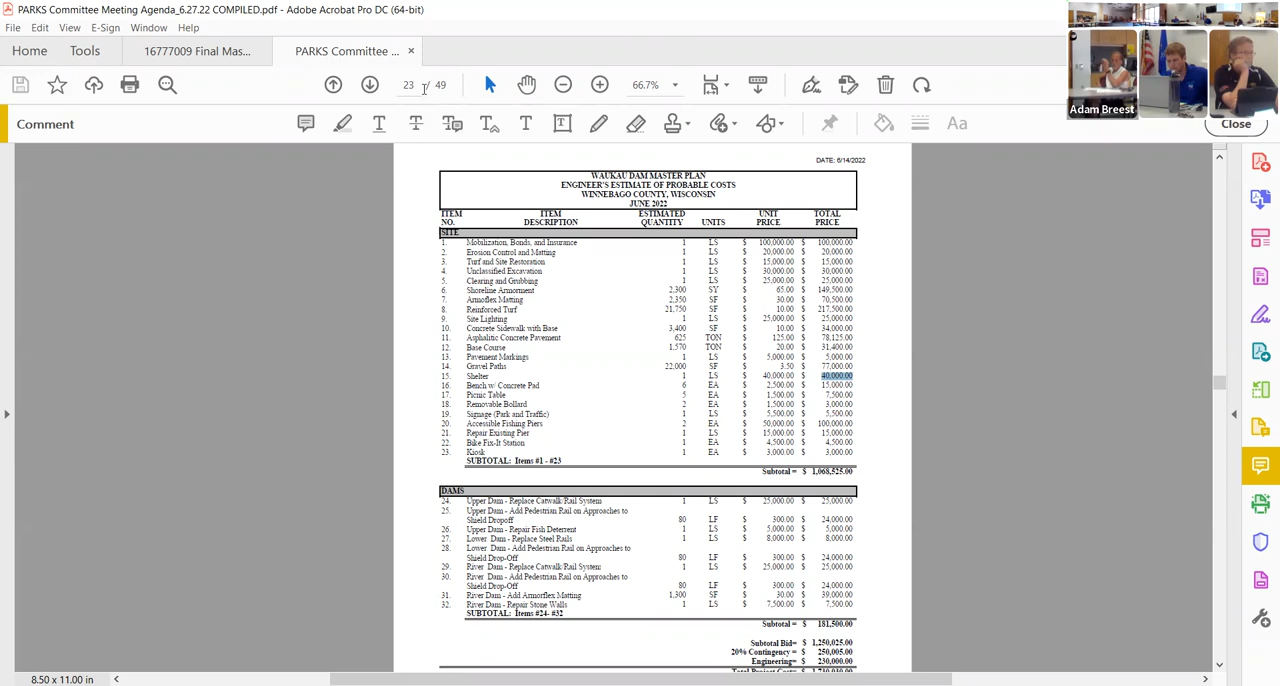 PARKS Committee Meeting Agenda_6.27.22 COMPILED.pdf - Adobe Acrobat Pro DC (64-bit)
File Edit View E-Sign Window Help
Home Tools 16777009 Final Mas... PARKS Committee ... ×
23 / 49 66.7%
Adam Breest
Comment Close
DATE: 6/14/2022
WAUKAU DAM MASTER PLAN
ENGINEER'S ESTIMATE OF PROBABLE COSTS
WINNEBAGO COUNTY, WISCONSIN
JUNE 2022
ITEM NO. ITEM DESCRIPTION ESTIMATED QUANTITY UNITS UNIT PRICE TOTAL PRICE
SITE
1. Mobilization, Bonds, and Insurance 1 LS $ 100,000.00 $ 100,000.00
2. Erosion Control and Matting 1 LS $ 20,000.00 $ 20,000.00
3. Turf and Site Restoration 1 LS $ 15,000.00 $ 15,000.00
4. Unclassified Excavation 1 LS $ 30,000.00 $ 30,000.00
5. Clearing and Grubbing 1 LS $ 25,000.00 $ 25,000.00
6. Shoreline Armorment 2,300 SY $ 65.00 $ 149,500.00
7. Armoflex Matting 2,350 SF $ 30.00 $ 70,500.00
8. Reinforced Turf 21,750 SF $ 10.00 $ 217,500.00
9. Site Lighting 1 LS $ 25,000.00 $ 25,000.00
10. Concrete Sidewalk with Base 3,400 SF $ 10.00 $ 34,000.00
11. Asphaltic Concrete Pavement 625 TON $ 125.00 $ 78,125.00
12. Base Course 1,570 TON $ 20.00 $ 31,400.00
13. Pavement Markings 1 LS $ 5,000.00 $ 5,000.00
14. Gravel Paths 22,000 SF $ 3.50 $ 77,000.00
15. Shelter 1 LS $ 40,000.00 $ 40,000.00
16. Bench w/ Concrete Pad 6 EA $ 2,500.00 $ 15,000.00
17. Picnic Table 5 EA $ 1,500.00 $ 7,500.00
18. Removable Bollard 2 EA $ 1,500.00 $ 3,000.00
19. Signage (Park and Traffic) 1 LS $ 5,500.00 $ 5,500.00
20. Accessible Fishing Piers 2 EA $ 50,000.00 $ 100,000.00
21. Repair Existing Pier 1 LS $ 15,000.00 $ 15,000.00
22. Bike Fix-It Station 1 EA $ 4,500.00 $ 4,500.00
23. Kiosk 1 EA $ 3,000.00 $ 3,000.00
SUBTOTAL: Items #1 - #23
Subtotal = $ 1,068,525.00
DAMS
24. Upper Dam - Replace Catwalk/Rail System 1 LS $ 25,000.00 $ 25,000.00
25. Upper Dam - Add Pedestrian Rail on Approaches to
Shield Dropoff 80 LF $ 300.00 $ 24,000.00
26. Upper Dam - Repair Fish Deterrent 1 LS $ 5,000.00 $ 5,000.00
27. Lower Dam - Replace Steel Rails 1 LS $ 8,000.00 $ 8,000.00
28. Lower Dam - Add Pedestrian Rail on Approaches to
Shield Drop-Off 80 LF $ 300.00 $ 24,000.00
29. River Dam - Replace Catwalk/Rail System 1 LS $ 25,000.00 $ 25,000.00
30. River Dam - Add Pedestrian Rail on Approaches to
Shield Drop-Off 80 LF $ 300.00 $ 24,000.00
31. River Dam - Add Armorflex Matting 1,300 SF $ 30.00 $ 39,000.00
32. River Dam - Repair Stone Walls 1 LS $ 7,500.00 $ 7,500.00
SUBTOTAL: Items #24- #32
Subtotal = $ 181,500.00
Subtotal Bid= $ 1,250,025.00
20% Contingency = $ 250,005.00
Engineering= $ 230,000.00
Total Project Cost= $ 1,730,030.00
8.50 x 11.00 in